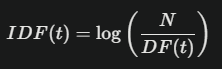 IDF(t) = log(N/DF(t))